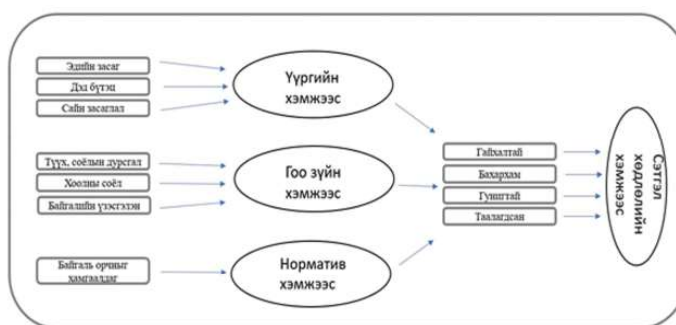 Эдийн засаг
Дэд бүтэц
Сайн засаглал
Үүргийн
хэмжээс
Түүх, соёлын дурсгал
Хоолны соёл
Байгалийн үзэсгэлэн
Гоо зүйн
хэмжээс
Байгаль орчныг
хамгаалдаг
Норматив
хэмжээс
Гайхалтай
Бахархам
Гунигтай
Таалагдсан
Сэтгэл
хөдлөлийн
хэмжээс